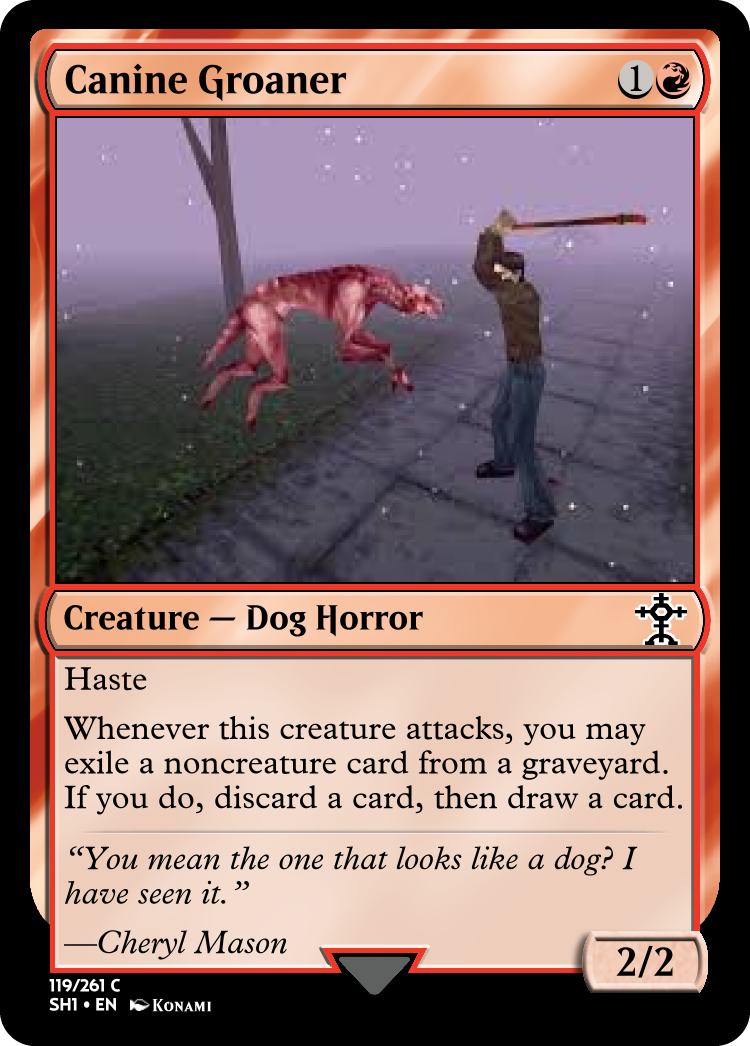 Canine Groaner 1
Creature — Dog Horror
Haste
Whenever this creature attacks, you may
exile a noncreature card from a graveyard.
If you do, discard a card, then draw a card.
“You mean the one that looks like a dog? I
have seen it.”
—Cheryl Mason
2/2
119/261 C
SH1 • EN KONAMI